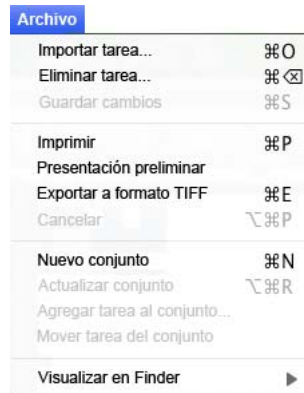 Archivo
Importar tarea... ⌘O
Eliminar tarea... ⌘⌫
Guardar cambios ⌘S
Imprimir ⌘P
Presentación preliminar
Exportar a formato TIFF ⌘E
Cancelar ⌥⌘P
Nuevo conjunto ⌘N
Actualizar conjunto ⌥⌘R
Agregar tarea al conjunto...
Mover tarea del conjunto
Visualizar en Finder ▶